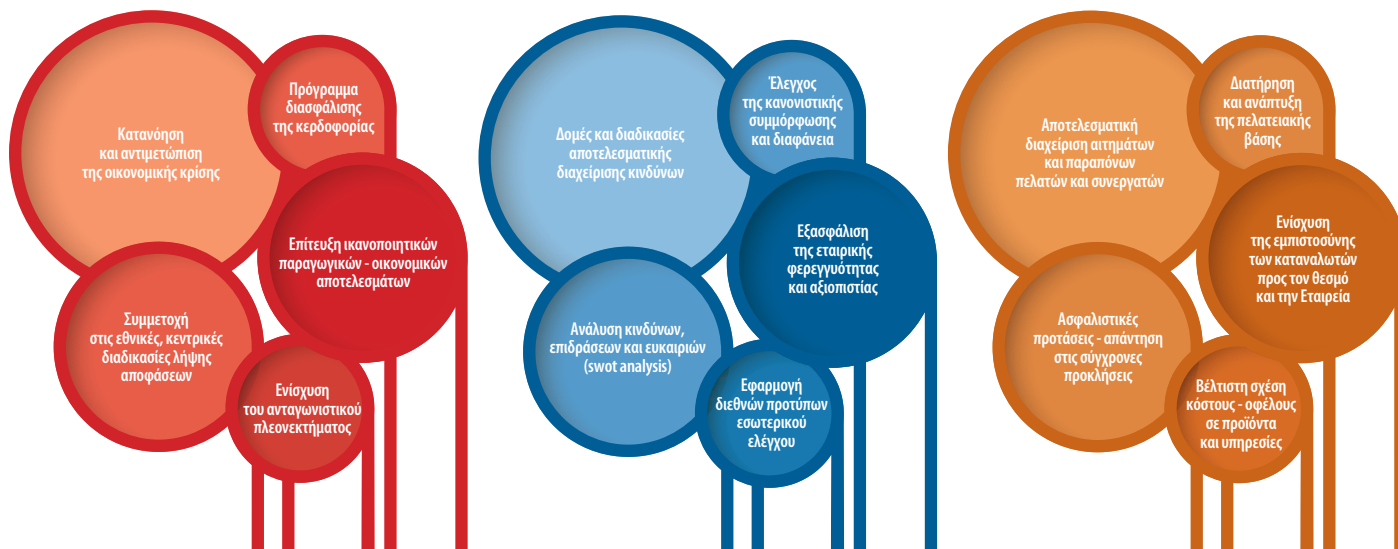 Κατανόηση
και αντιμετώπιση
της οικονομικής κρίσης
Πρόγραμμα
διασφάλισης
της κερδοφορίας
Επίτευξη ικανοποιητικών
παραγωγικών - οικονομικών
αποτελεσμάτων
Συμμετοχή
στις εθνικές, κεντρικές
διαδικασίες λήψης
αποφάσεων
Ενίσχυση
του ανταγωνιστικού
πλεονεκτήματος
Δομές και διαδικασίες
αποτελεσματικής
διαχείρισης κινδύνων
Έλεγχος
της κανονιστικής
συμμόρφωσης
και διαφάνεια
Εξασφάλιση
της εταιρικής
φερεγγυότητας
και αξιοπιστίας
Ανάλυση κινδύνων,
επιδράσεων και ευκαιριών
(swot analysis)
Εφαρμογή
διεθνών προτύπων
εσωτερικού
ελέγχου
Αποτελεσματική
διαχείριση αιτημάτων
και παραπόνων
πελατών και συνεργατών
Διατήρηση
και ανάπτυξη
της πελατειακής
βάσης
Ενίσχυση
της εμπιστοσύνης
των καταναλωτών
προς τον θεσμό
και την Εταιρεία
Ασφαλιστικές
προτάσεις - απάντηση
στις σύγχρονες
προκλήσεις
Βέλτιστη σχέση
κόστους - οφέλους
σε προϊόντα
και υπηρεσίες